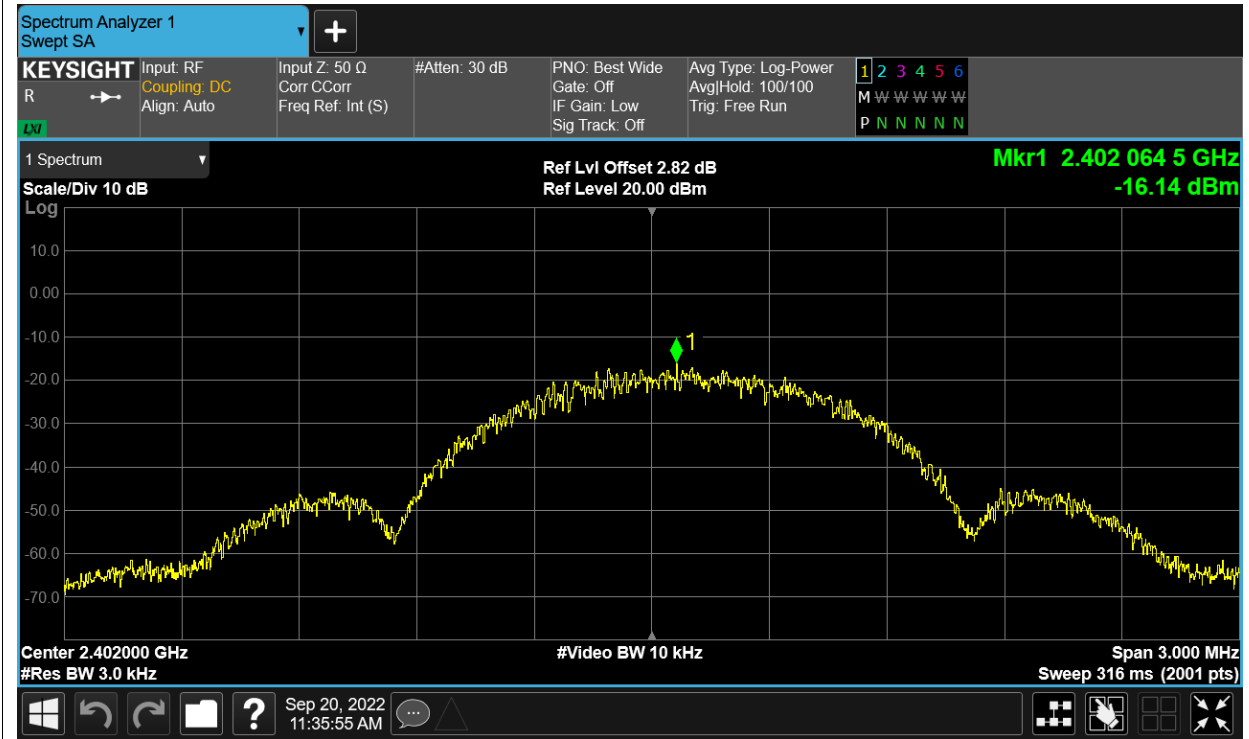 Spectrum Analyzer 1
Swept SA
KEYSIGHT
R
LXI
Input: RF
Coupling: DC
Align: Auto
Input Z: 50 Ω
Corr CCorr
Freq Ref: Int (S)
#Atten: 30 dB
PNO: Best Wide
Gate: Off
IF Gain: Low
Sig Track: Off
Avg Type: Log-Power
Avg|Hold: 100/100
Trig: Free Run
1 2 3 4 5 6
M W W W W W
P N N N N N N
1 Spectrum
Scale/Div 10 dB
Log
Ref Lvl Offset 2.82 dB
Ref Level 20.00 dBm
Mkr1 2.402 064 5 GHz
-16.14 dBm
10.0
0.00
-10.0
-20.0
-30.0
-40.0
-50.0
-60.0
-70.0
1
Center 2.402000 GHz
#Res BW 3.0 kHz
#Video BW 10 kHz
Span 3.000 MHz
Sweep 316 ms (2001 pts)
?
Sep 20, 2022
11:35:55 AM